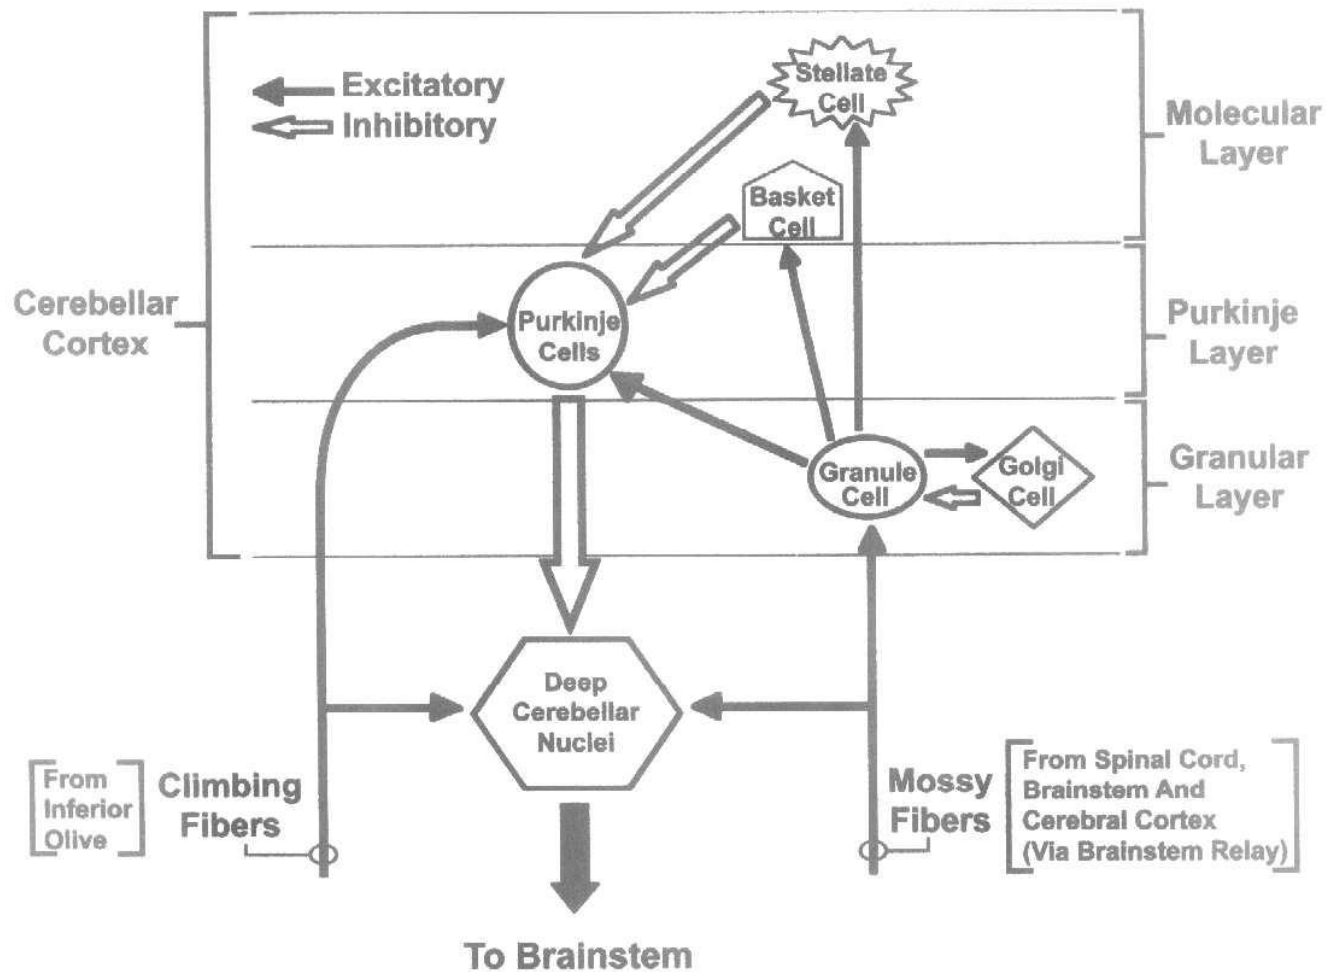 Excitatory
Inhibitory
Stellate
Cell
Basket
Cell
Molecular
Layer
Cerebellar
Cortex
Purkinje
Cells
Purkinje
Layer
Granule
Cell
Golgi
Cell
Granular
Layer
Deep
Cerebellar
Nuclei
From
Inferior
Olive
Climbing
Fibers
Mossy
Fibers
From Spinal Cord,
Brainstem And
Cerebral Cortex
(Via Brainstem Relay)
To Brainstem